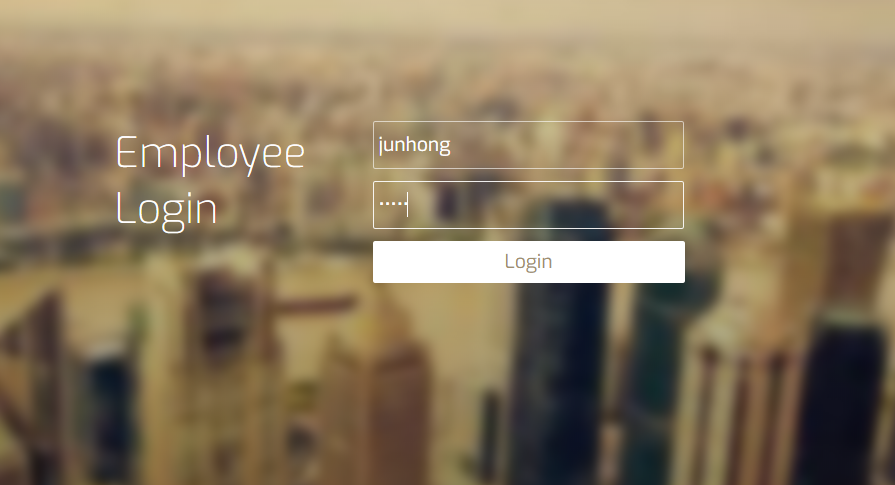 Employee
Login
junhong
•••••
Login